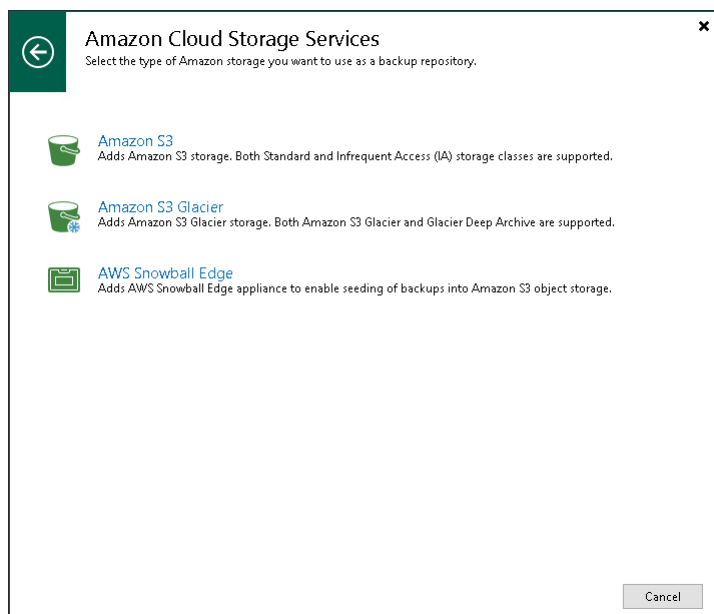 Amazon Cloud Storage Services
Select the type of Amazon storage you want to use as a backup repository.
Amazon S3
Adds Amazon S3 storage. Both Standard and Infrequent Access (IA) storage classes are supported.
Amazon S3 Glacier
Adds Amazon S3 Glacier storage. Both Amazon S3 Glacier and Glacier Deep Archive are supported.
AWS Snowball Edge
Adds AWS Snowball Edge appliance to enable seeding of backups into Amazon S3 object storage.
Cancel